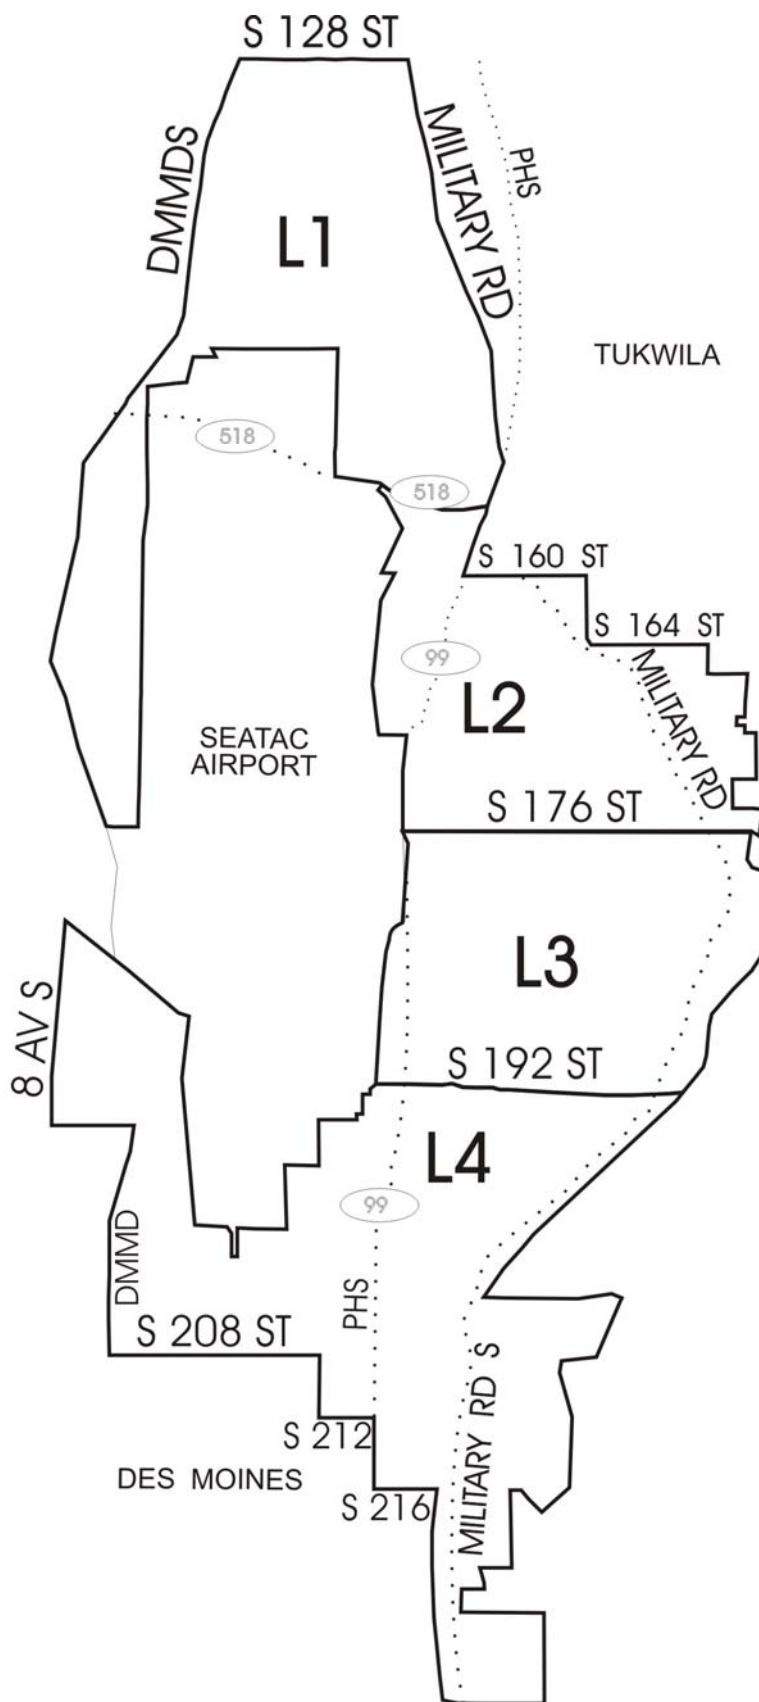 S 128 ST
DMMDS
MILITARY RD
PHS
L1
TUKWILA
518
518
S 160 ST
S 164 ST
99
MILITARY RD
L2
SEATAC
AIRPORT
S 176 ST
L3
8 AV S
S 192 ST
L4
99
DMMD
PHS
S 208 ST
MILITARY RD S
S 212
DES MOINES
S 216